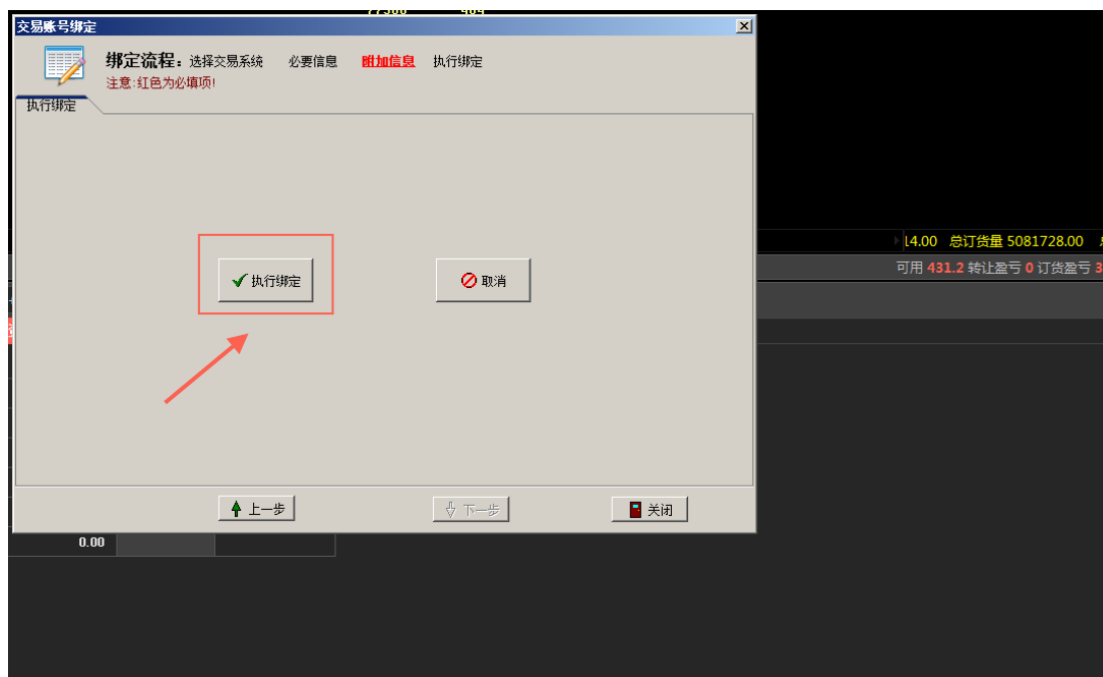 交易账号绑定
绑定流程：选择交易系统 必要信息 附加信息 执行绑定
注意:红色为必填项!
执行绑定
14.00 总订货量 5081728.00
可用 431.2 转让盈亏 0 订货盈亏 3
执行绑定 取消
上一步 下一步 关闭
0.00